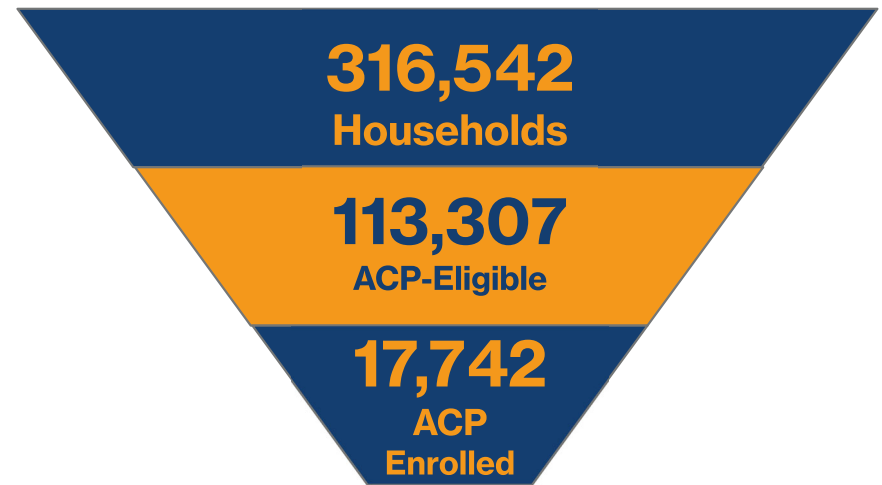 316,542
Households
113,307
ACP-Eligible
17,742
ACP
Enrolled